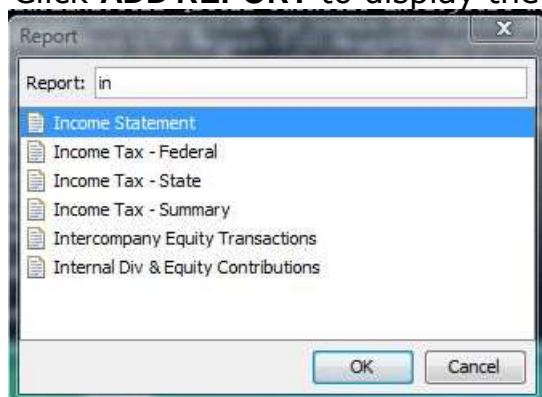 Click ADD REPORT to display the
Report
X
Report: in
Income Statement
Income Tax - Federal
Income Tax - State
Income Tax - Summary
Intercompany Equity Transactions
Internal Div & Equity Contributions
OK Cancel